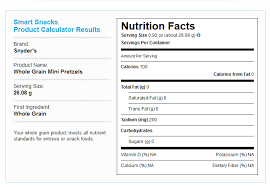 Smart Snacks
Product Calculator Results
Brand:
Snyder's
Product Name:
Whole Grain Mini Pretzels
Serving Size:
26.08 g
First Ingredient:
Whole Grain
Your whole grain product, meets all nutrient
standards for entrees or snack foods.
Nutrition Facts
Serving Size 0.92 oz (about 26.08 g)
Servings Per Container
Amount Per Serving
Calories 100
Calories from Fat 0
Total Fat (g) 0
Saturated Fat (g) 0
Trans Fat (g) 0
Sodium (mg) 200
Carbohydrates
Sugars (g) 0
Vitamin D (%) NA
Potassium (%) NA
Calcium (%) NA
Dietary Fiber (%) NA